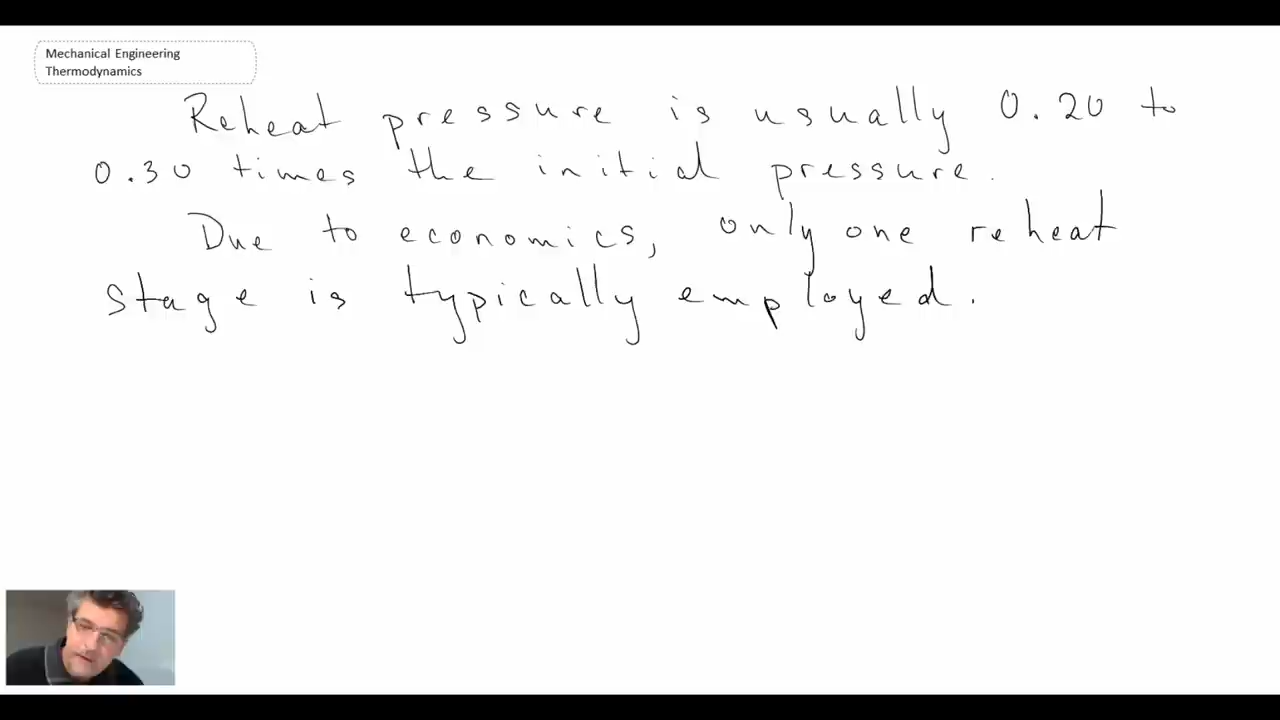 Mechanical Engineering
Thermodynamics
Reheat pressure is usually 0.20 to
0.30 times the initial pressure.
Due to economics, only one reheat
stage is typically employed.